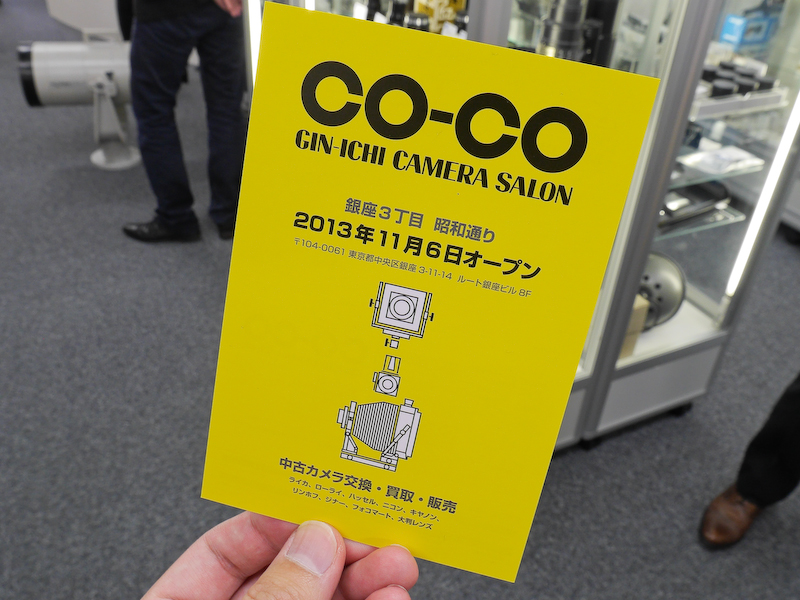 CO-CO
GIN-ICHI CAMERA SALON
銀座3丁目 昭和通り
2013年11月6日オープン
〒104-0061 東京都中央区銀座 3-11-14 ルート銀座ビル 8F
中古カメラ交換・買取・販売
ライカ、ローライ、ハッセル、ニコン、キヤノン、
リンホフ、ジナー、フォコマート、大判レンズ